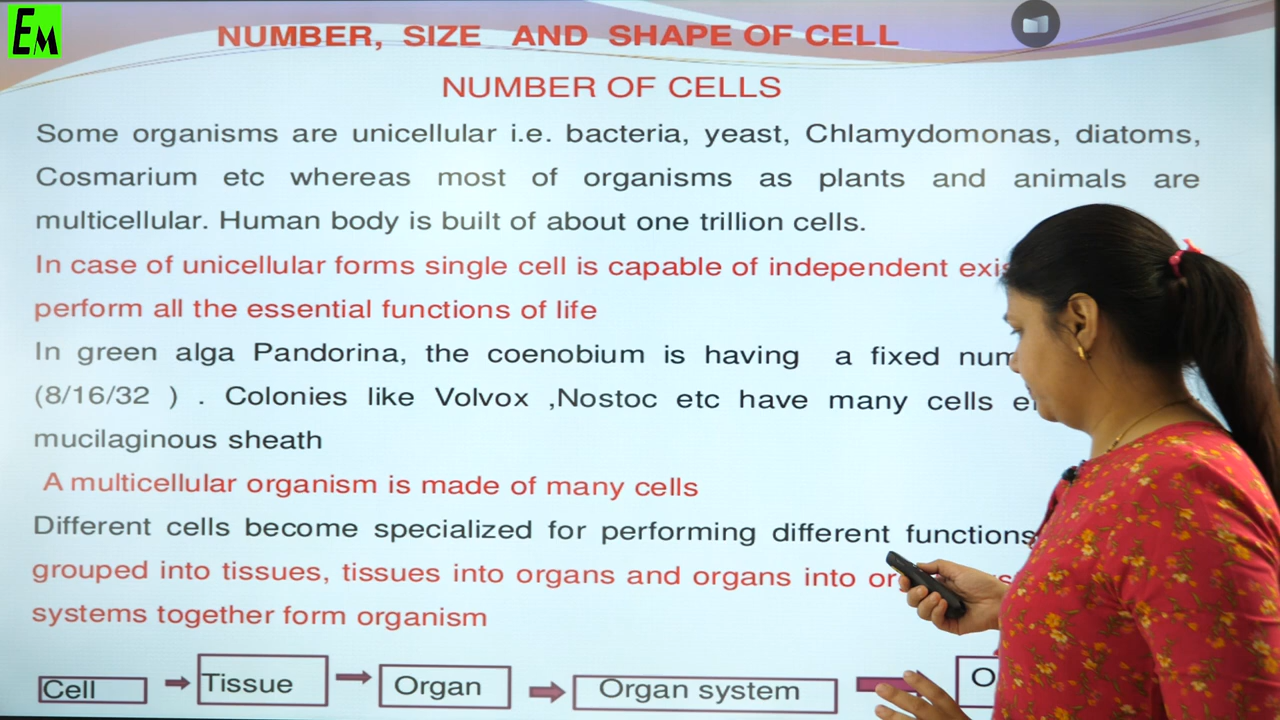 EM
NUMBER, SIZE AND SHAPE OF CELL
NUMBER OF CELLS
Some organisms are unicellular i.e. bacteria, yeast, Chlamydomonas, diatoms,
Cosmarium etc whereas most of organisms as plants and animals are
multicellular. Human body is built of about one trillion cells.
In case of unicellular forms single cell is capable of independent
perform all the essential functions of life
In green alga Pandorina, the coenobium is having a fixed
(8/16/32 ) . Colonies like Volvox ,Nostoc etc have many cells
mucilaginous sheath
A multicellular organism is made of many cells
Different cells become specialized for performing different functions
grouped into tissues, tissues into organs and organs into
systems together form organism
Cell Tissue Organ Organ system